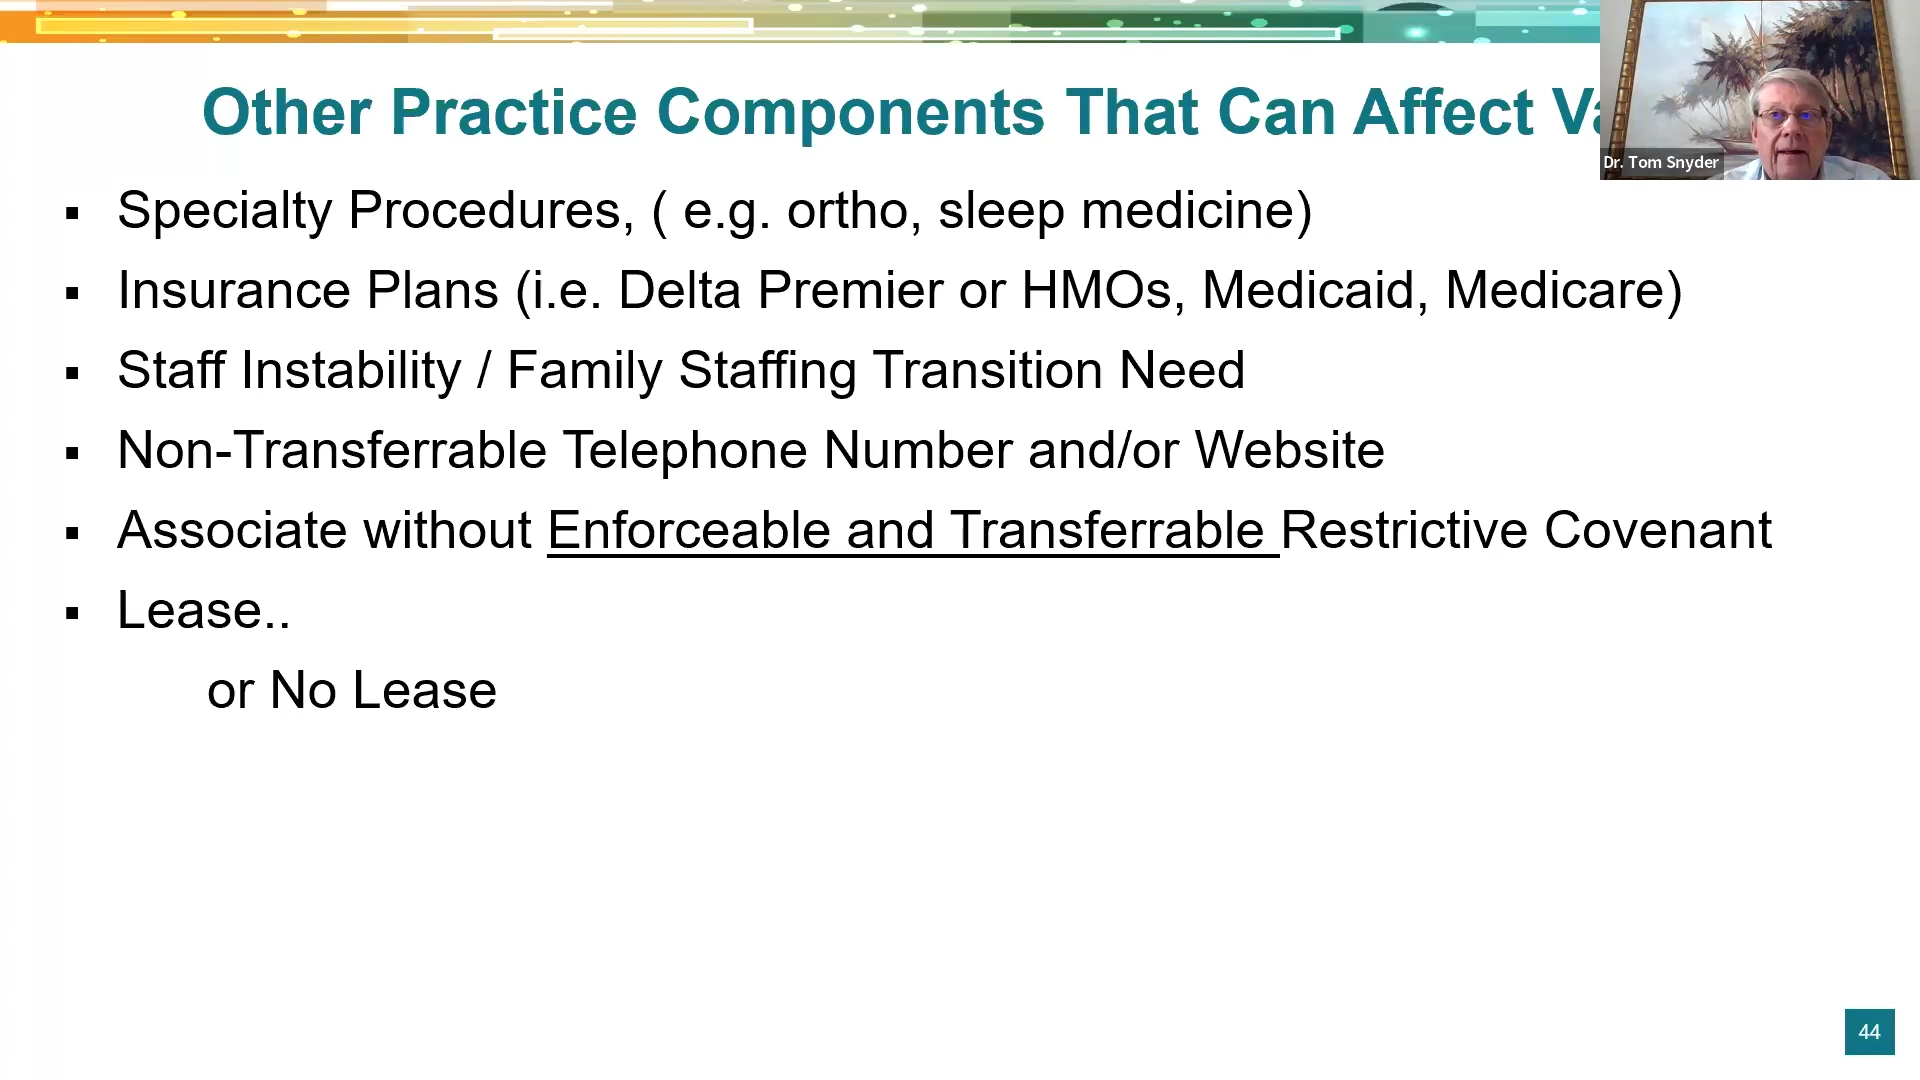 Other Practice Components That Can Affect
Dr. Tom Snyder
▪ Specialty Procedures, ( e.g. ortho, sleep medicine)
▪ Insurance Plans (i.e. Delta Premier or HMOs, Medicaid, Medicare)
▪ Staff Instability / Family Staffing Transition Need
▪ Non-Transferrable Telephone Number and/or Website
▪ Associate without Enforceable and Transferrable Restrictive Covenant
▪ Lease..
or No Lease
44